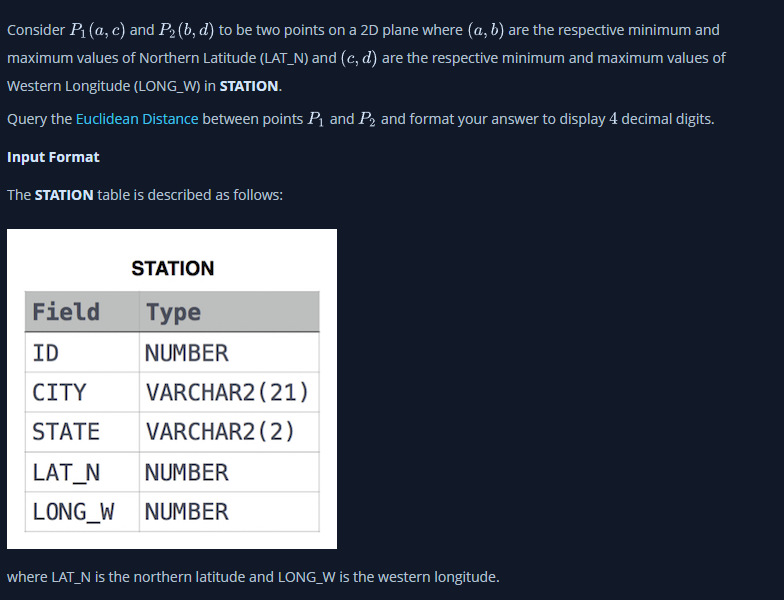 Consider P₁(a, c) and P₂(b, d) to be two points on a 2D plane where (a, b) are the respective minimum and
maximum values of Northern Latitude (LAT_N) and (c, d) are the respective minimum and maximum values of
Western Longitude (LONG_W) in STATION.
Query the Euclidean Distance between points P₁ and P₂ and format your answer to display 4 decimal digits.
Input Format
The STATION table is described as follows:
STATION
Field Type
ID NUMBER
CITY VARCHAR2(21)
STATE VARCHAR2(2)
LAT_N NUMBER
LONG_W NUMBER
where LAT_N is the northern latitude and LONG_W is the western longitude.